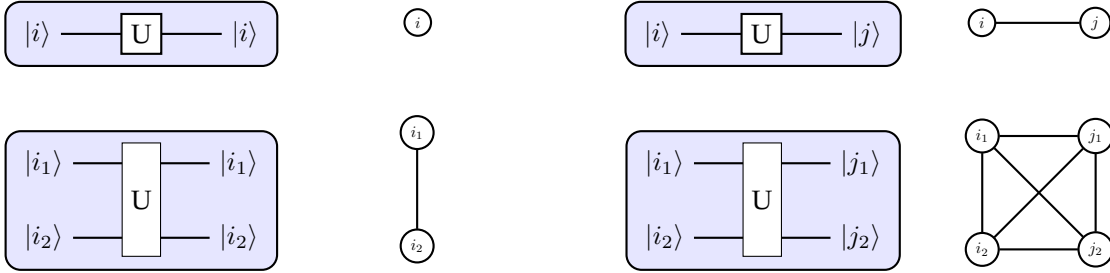 |i⟩ U |i⟩ i |i⟩ U |j⟩ i j
|i₁⟩ |i₁⟩ i₁ |i₁⟩ |j₁⟩ i₁ j₁
U U
|i₂⟩ |i₂⟩ i₂ |i₂⟩ |j₂⟩ i₂ j₂